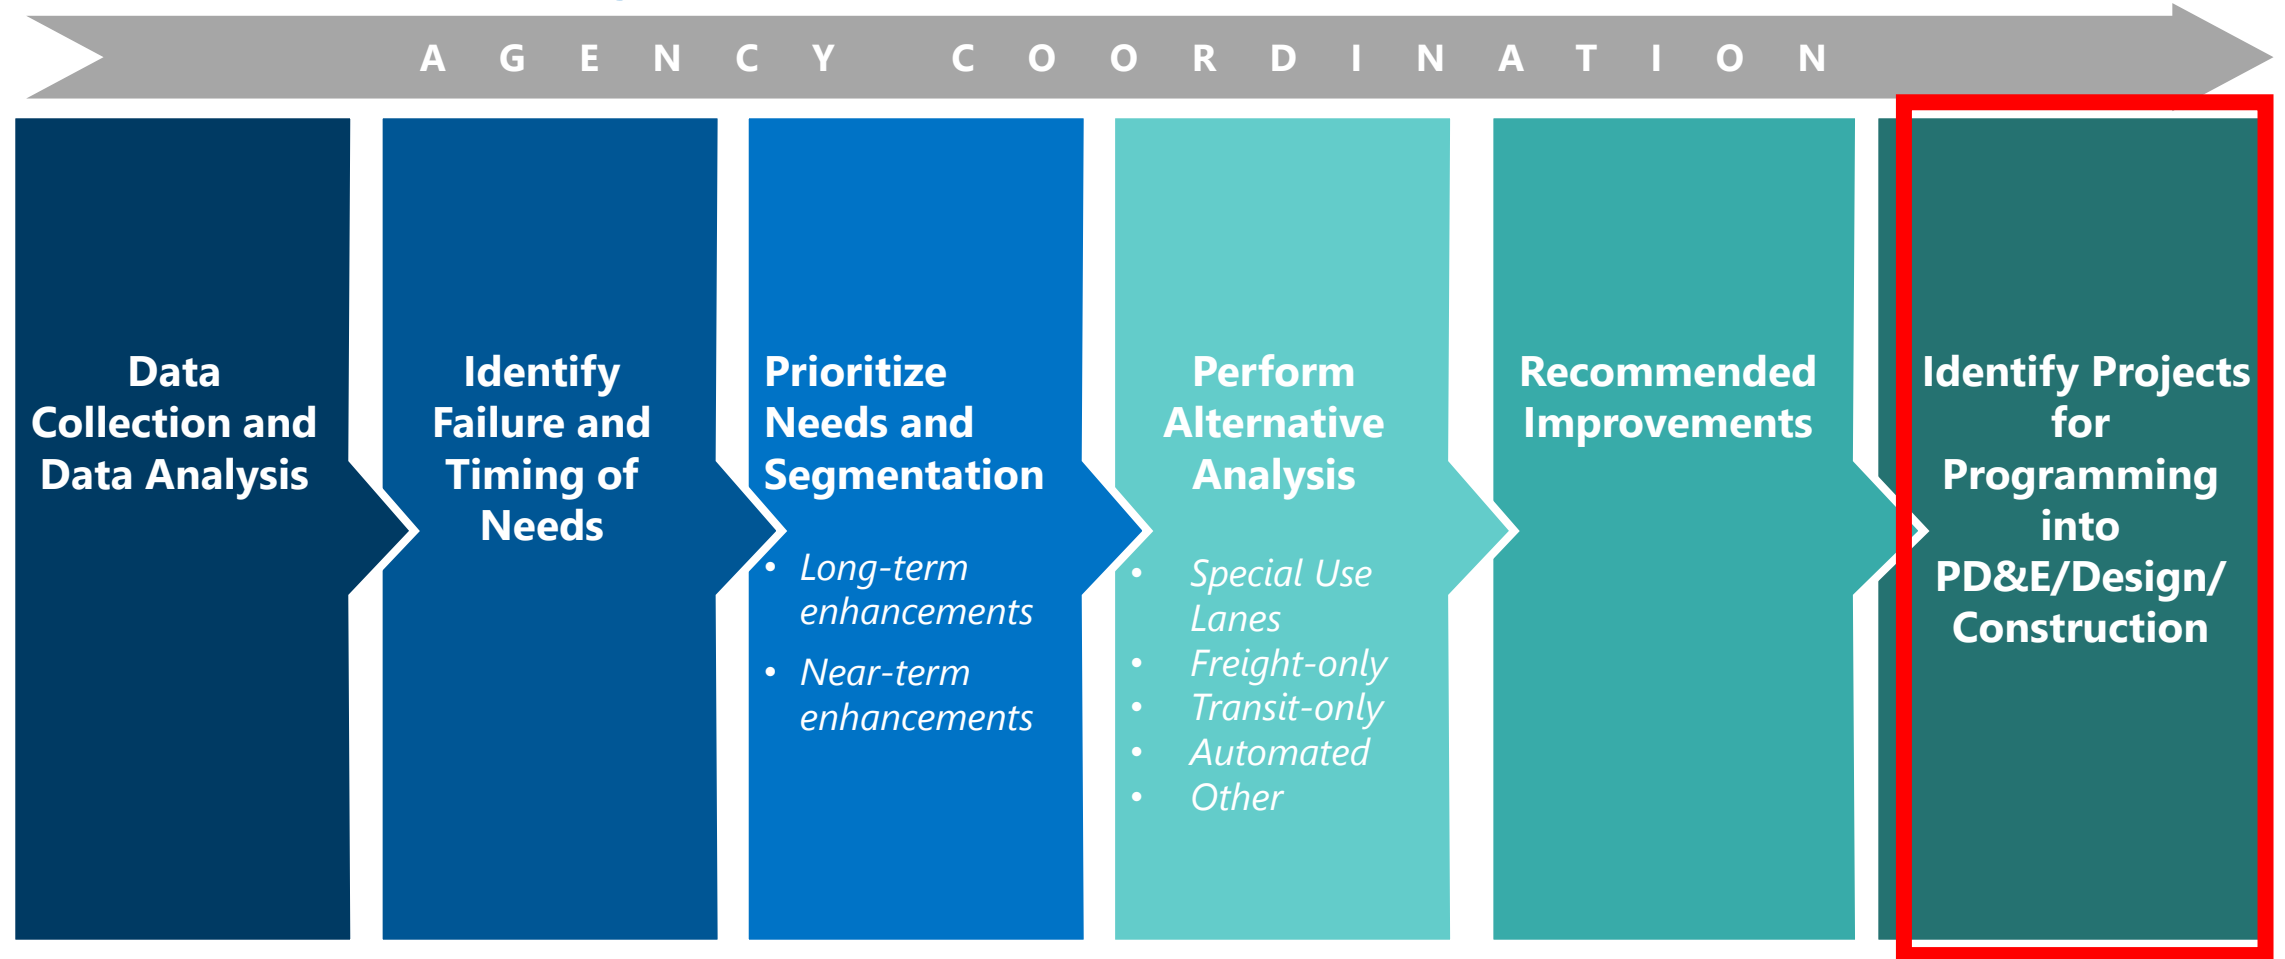 AGENCY COORDINATION
Data
Collection and
Data Analysis
Identify
Failure and
Timing of
Needs
Prioritize
Needs and
Segmentation
• Long-term
enhancements
• Near-term
enhancements
Perform
Alternative
Analysis
• Special Use
Lanes
• Freight-only
• Transit-only
• Automated
• Other
Recommended
Improvements
Identify Projects
for
Programming
into
PD&E/Design/
Construction